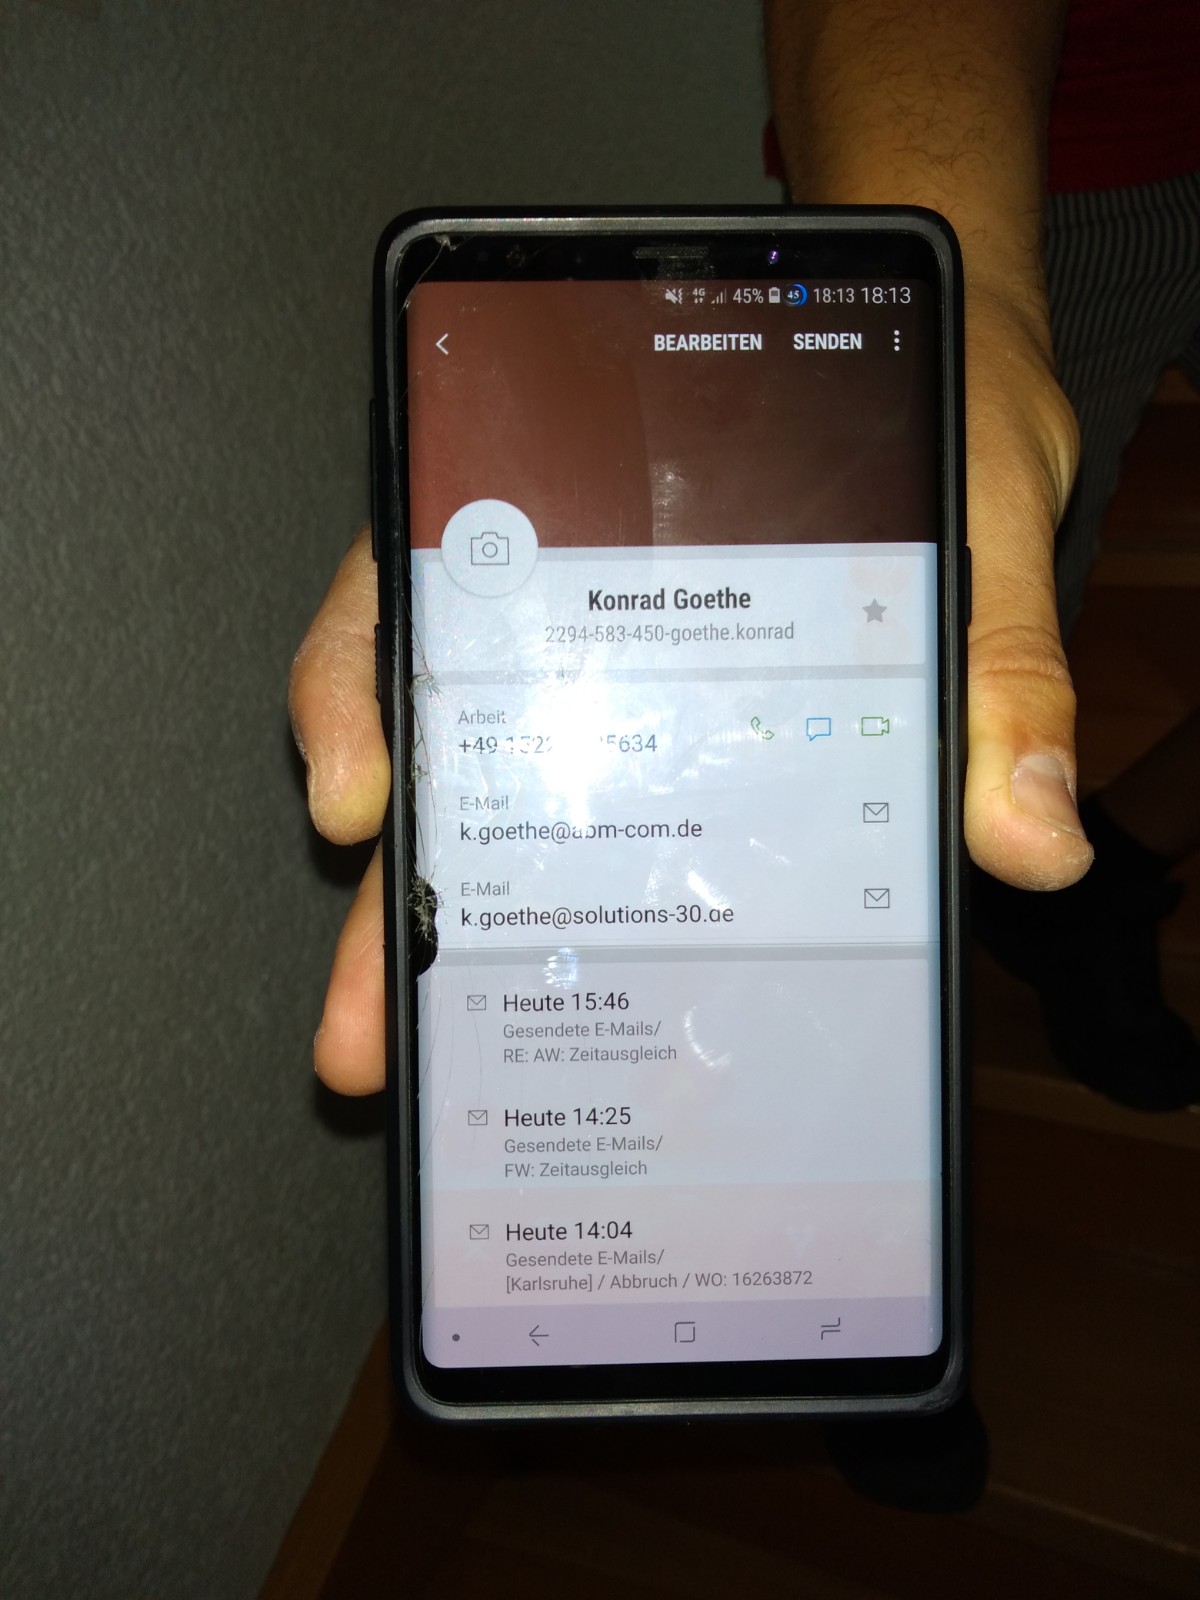 4G 45% 45 18:13 18:13
BEARBEITEN SENDEN
Konrad Goethe
2294-583-450-goethe.konrad
Arbeit
+49
E-Mail
k.goethe@abm-com.de
E-Mail
k.goethe@solutions-30.de
Heute 15:46
Gesendete E-Mails/
RE: AW: Zeitausgleich
Heute 14:25
Gesendete E-Mails/
FW: Zeitausgleich
Heute 14:04
Gesendete E-Mails/
[Karlsruhe] / Abbruch / WO: 16263872